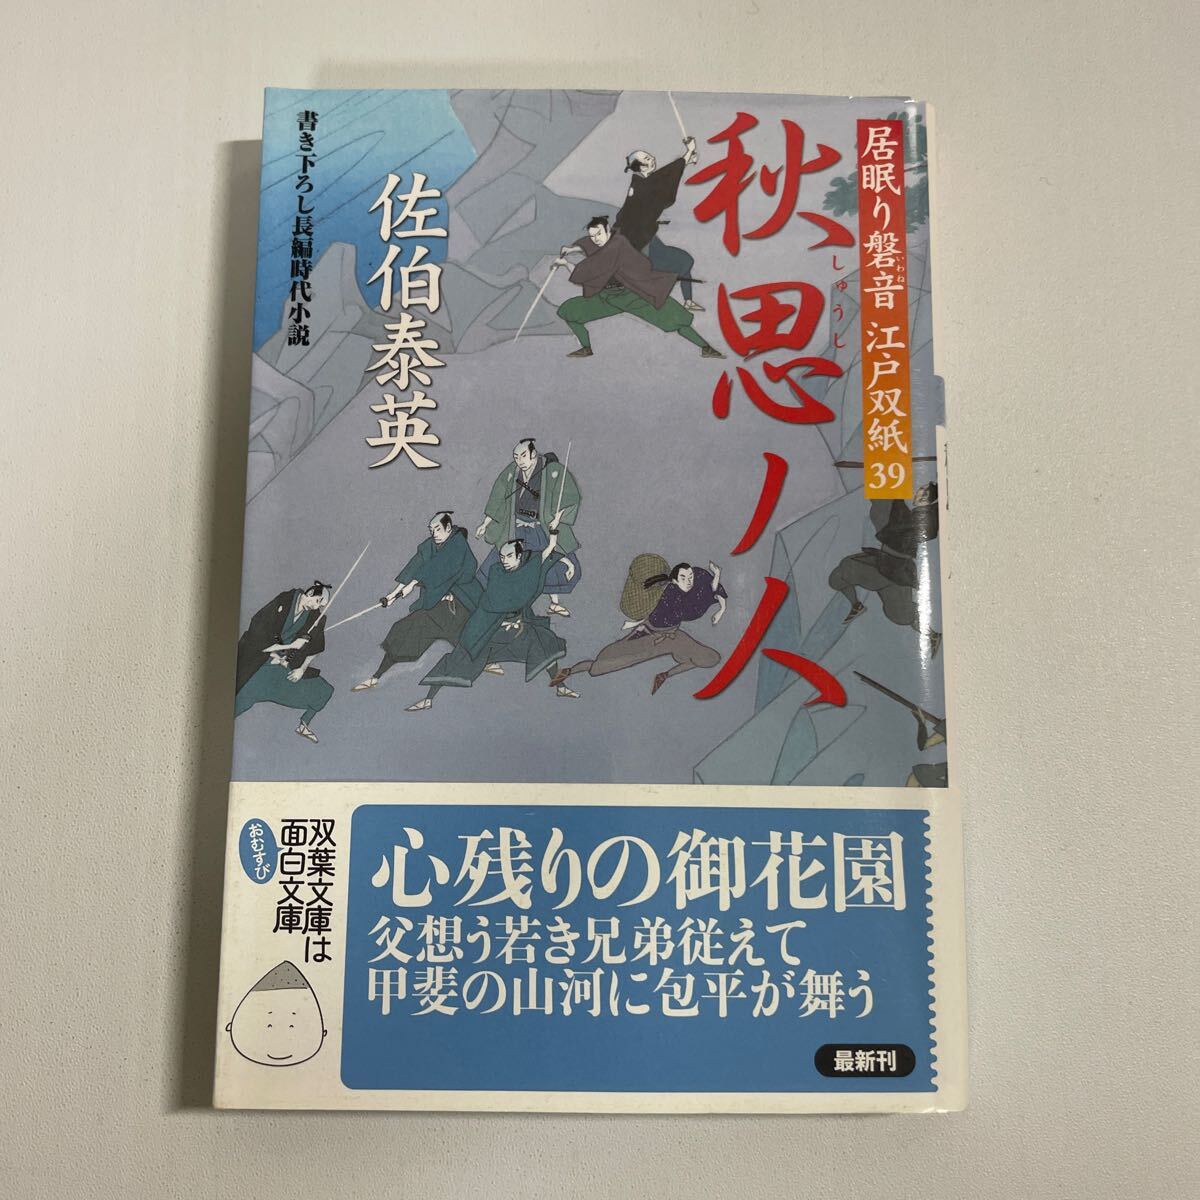 居眠り磐音 江戸双紙 39
いわね
秋思ノ人
しゅうし
佐伯泰英
書き下ろし長編時代小説
心残りの御花園
父想う若き兄弟従えて
甲斐の山河に包平が舞う
最新刊
双葉文庫は
面白文庫
おむすび